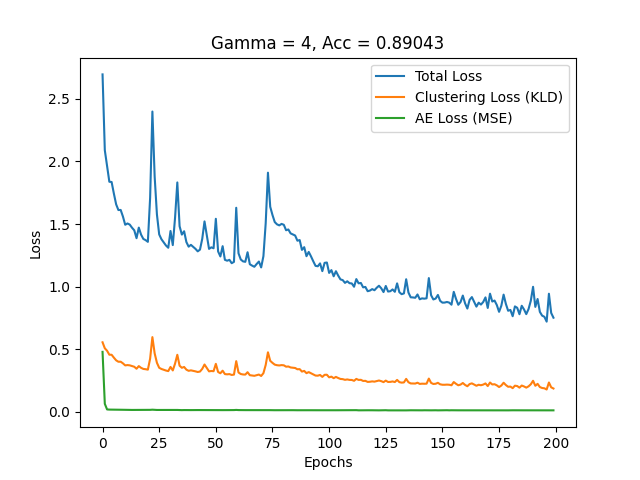 Gamma = 4, Acc = 0.89043
Total Loss
Clustering Loss (KLD)
AE Loss (MSE)
Loss
2.5
2.0
1.5
1.0
0.5
0.0
0 25 50 75 100 125 150 175 200
Epochs